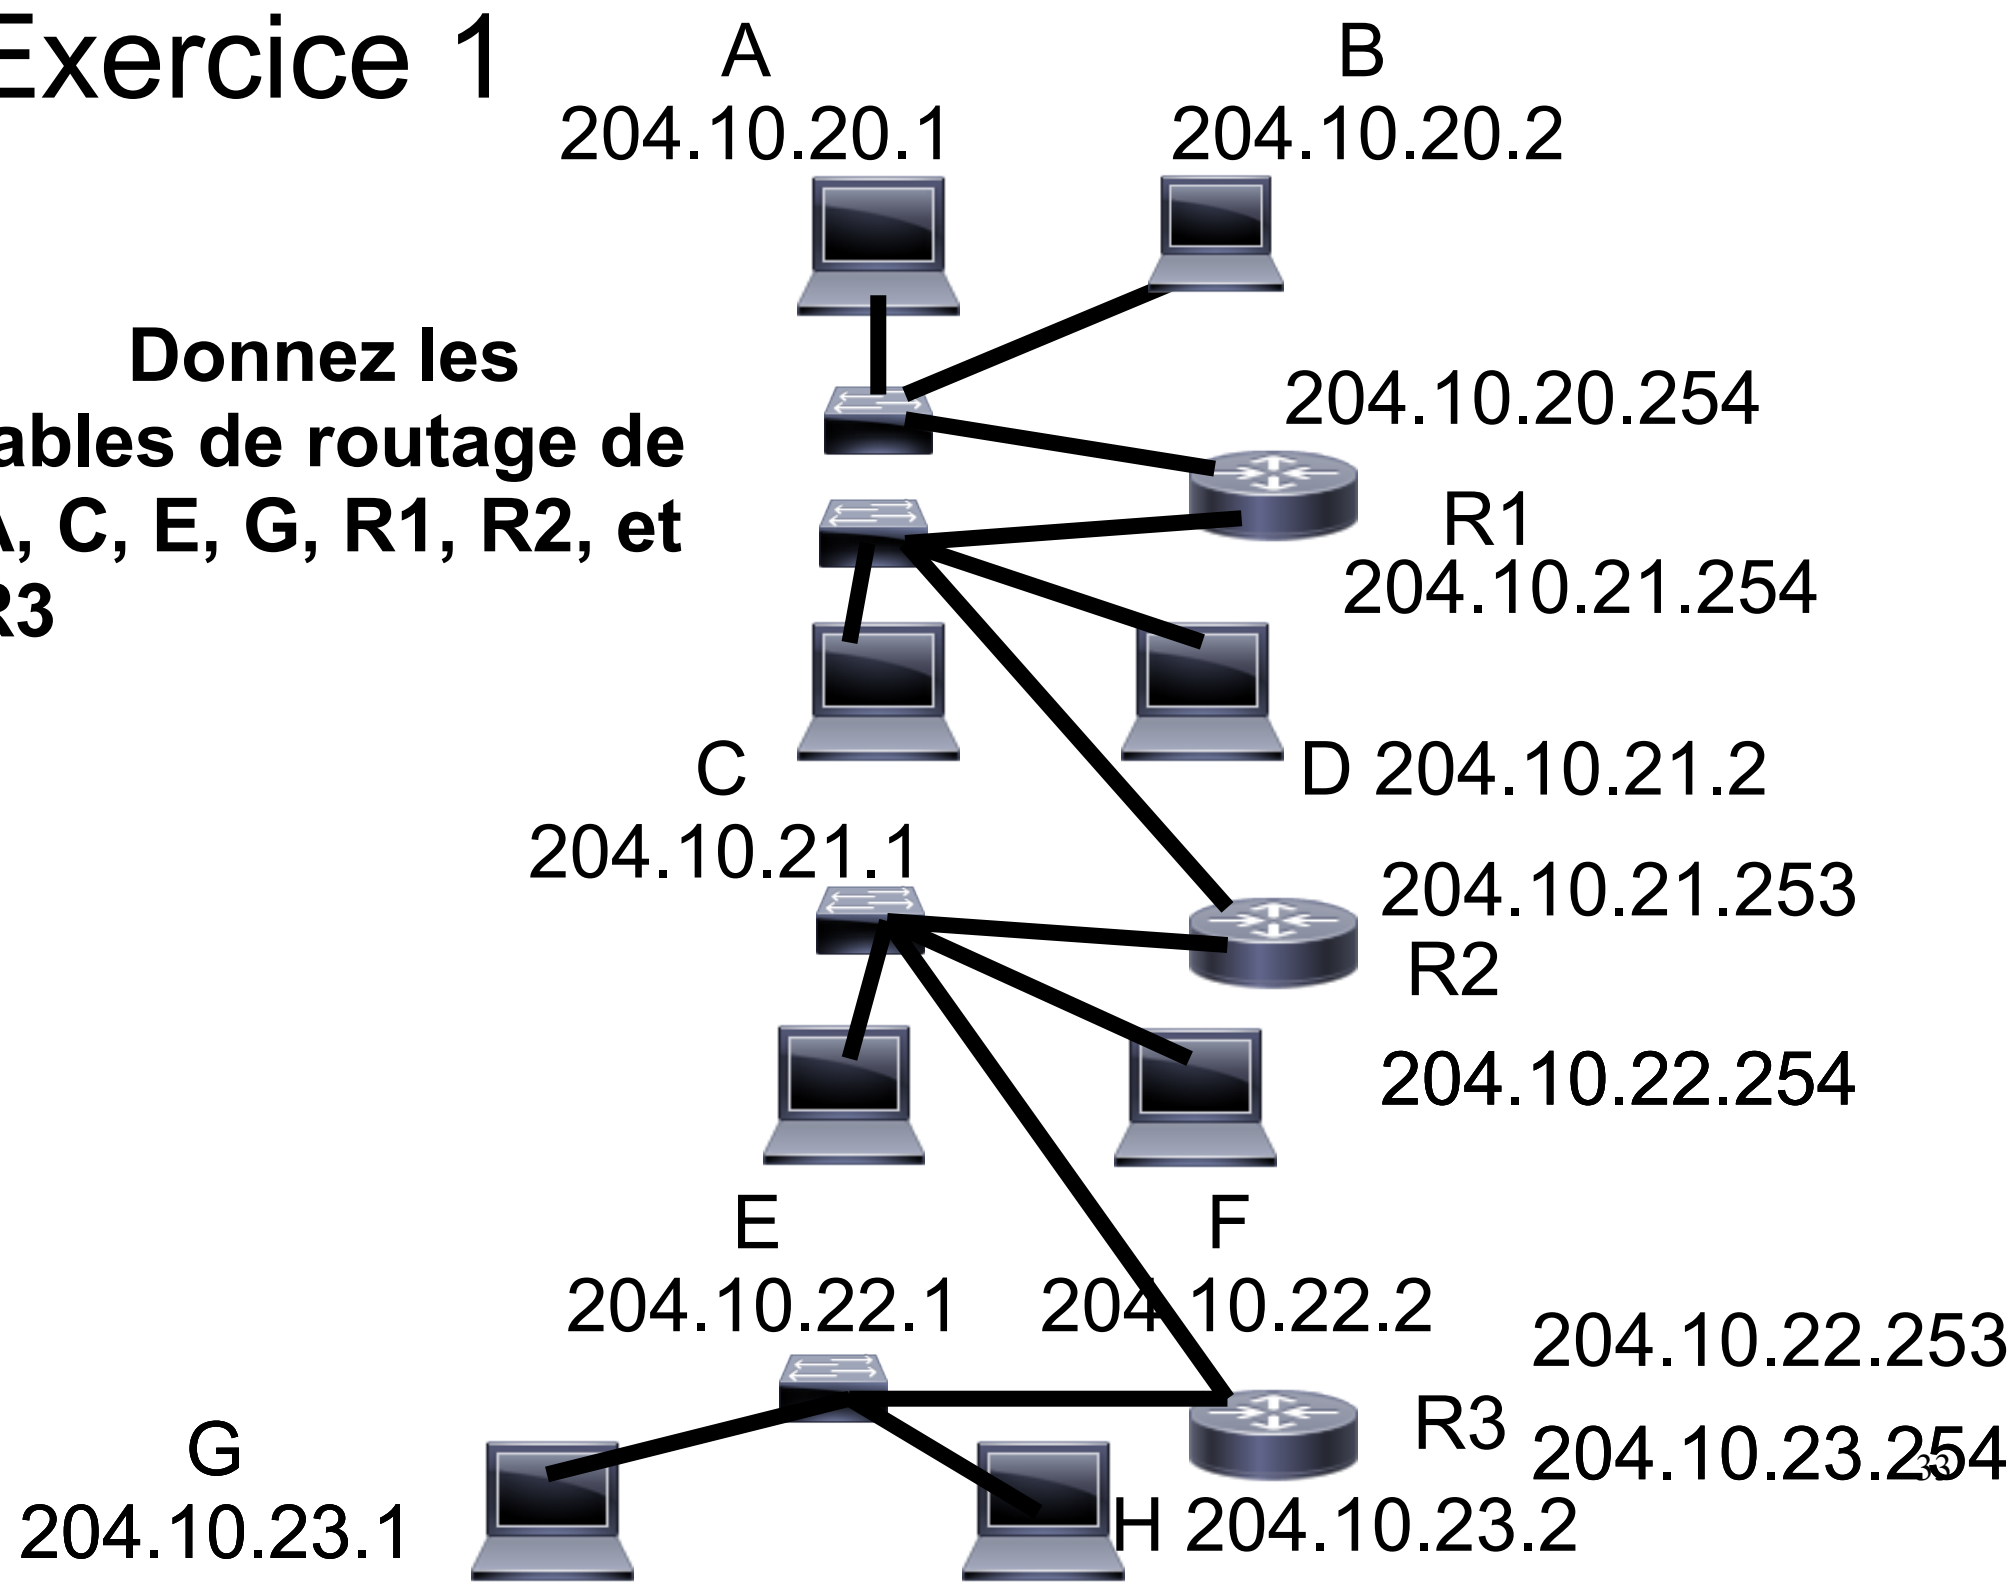 Exercice 1
A
204.10.20.1
B
204.10.20.2
Donnez les
ables de routage de
A, C, E, G, R1, R2, et
R3
204.10.20.254
R1
204.10.21.254
C
204.10.21.1
D 204.10.21.2
204.10.21.253
R2
204.10.22.254
E
204.10.22.1
F
204.10.22.2
204.10.22.253
R3
204.10.23.254
33
G
204.10.23.1
H 204.10.23.2